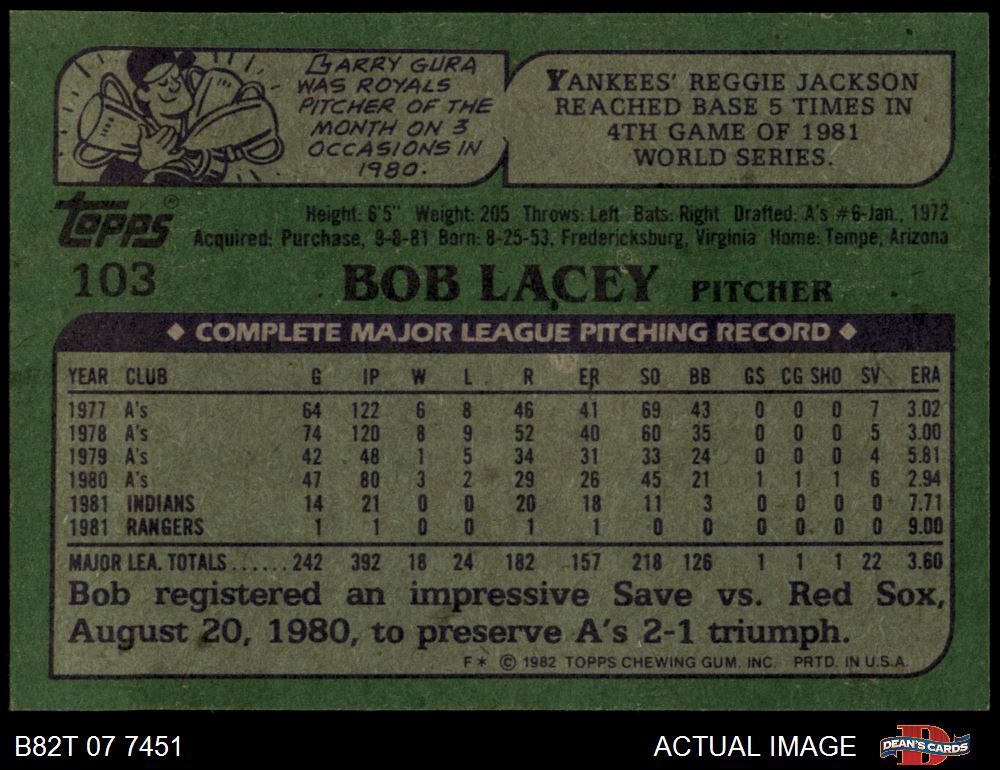 GARRY GURA
WAS ROYALS
PITCHER OF THE
MONTH ON 3
OCCASIONS IN
1980.
YANKEES' REGGIE JACKSON
REACHED BASE 5 TIMES IN
4TH GAME OF 1981
WORLD SERIES.
TOPPS®
Height: 6'5" Weight: 205 Throws: Left Bats: Right Drafted: A's #6-Jan., 1972
Acquired: Purchase, 9-8-81 Born: 8-25-53, Fredericksburg, Virginia Home: Tempe, Arizona
103 BOB LACEY PITCHER
◆ COMPLETE MAJOR LEAGUE PITCHING RECORD ◆
YEAR CLUB G IP W L R ER SO BB GS CG SHO SV ERA
1977 A's 64 122 6 8 46 41 69 43 0 0 0 7 3.02
1978 A's 74 120 8 9 52 40 60 35 0 0 0 5 3.00
1979 A's 42 48 1 5 34 31 33 24 0 0 0 4 5.81
1980 A's 47 80 3 2 29 26 45 21 1 1 1 6 2.94
1981 INDIANS 14 21 0 0 20 18 11 3 0 0 0 0 7.71
1981 RANGERS 1 1 0 0 1 1 0 0 0 0 0 0 9.00
MAJOR LEA. TOTALS ...... 242 392 18 24 182 157 218 126 1 1 1 22 3.60
Bob registered an impressive Save vs. Red Sox,
August 20, 1980, to preserve A's 2-1 triumph.
F* © 1982 TOPPS CHEWING GUM, INC. PRTD. IN U.S.A.
B82T 07 7451 ACTUAL IMAGE D DEAN'S CARDS